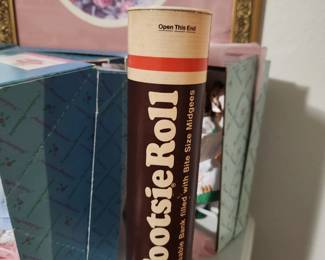 Open This End
ootsieRoll
able Bank filled with Bite Size Midgees